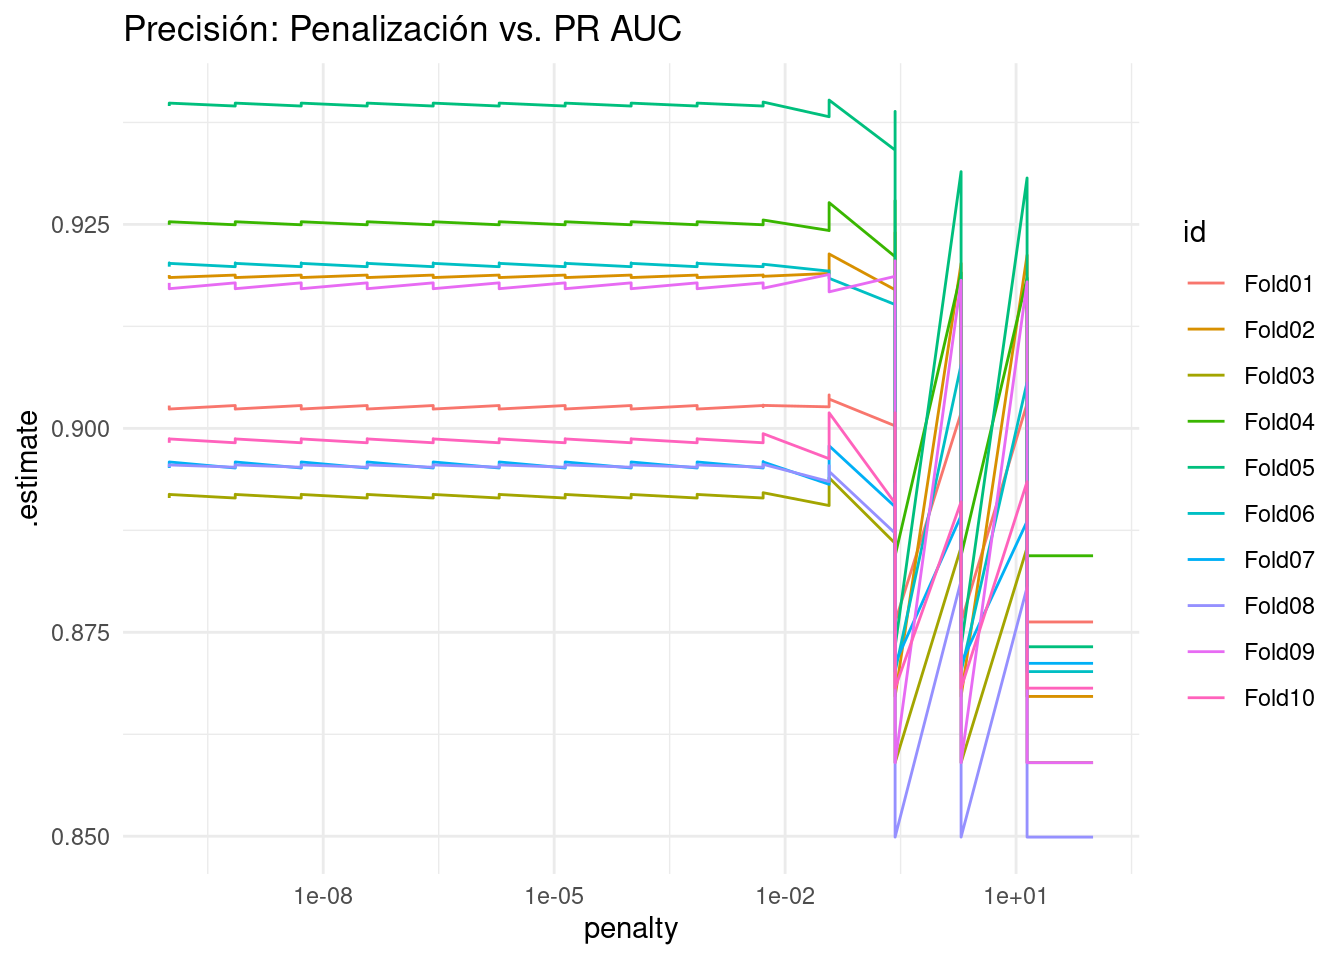 Precisión: Penalización vs. PR AUC
0.925
0.900
0.875
0.850
.estimate
1e-08
1e-05
1e-02
1e+01
penalty
id
Fold01
Fold02
Fold03
Fold04
Fold05
Fold06
Fold07
Fold08
Fold09
Fold10